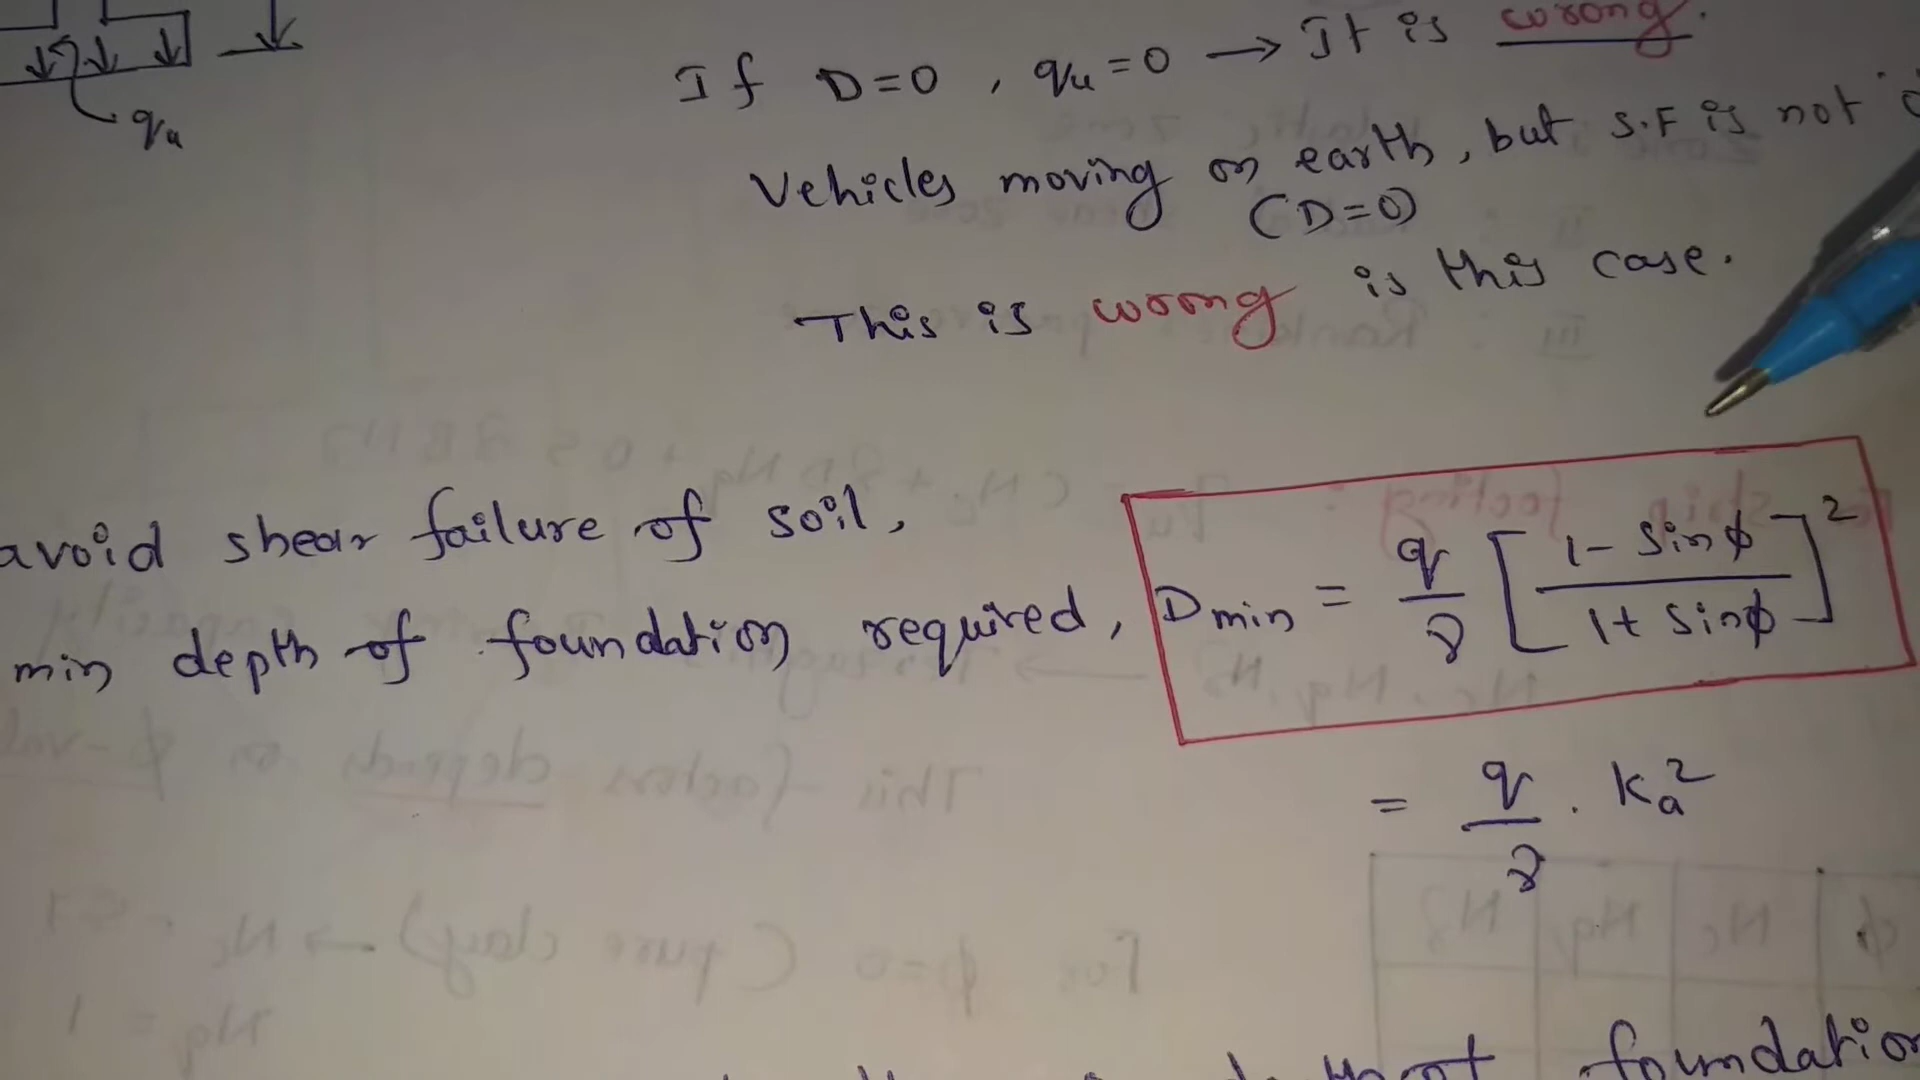 qu
If D=0 , qu=0 → It is wrong.
Vehicles moving on earth, but S.F is not
(D=0)
This is wrong is this case.
avoid shear failure of soil,
min depth of foundation required, Dmin = q/γ [ (1- sinϕ)/(1+ sinϕ) ]²
= q/γ . Ka²
foundation